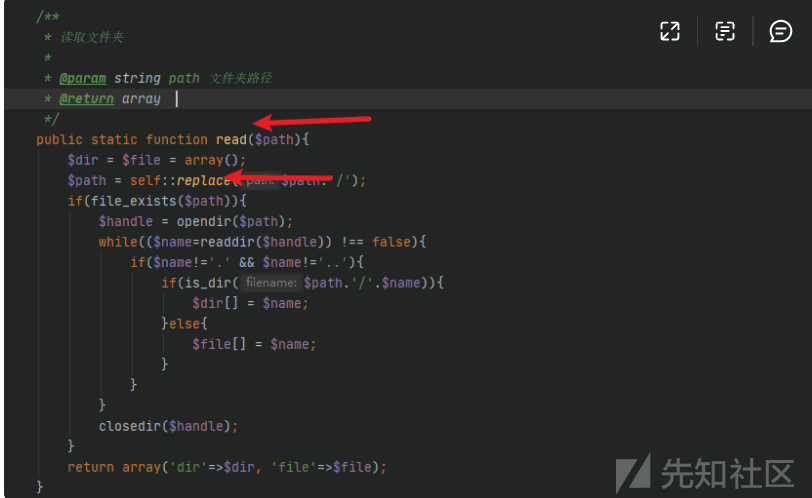 /**
 * 读取文件夹
 *
 * @param string path 文件夹路径
 * @return array
 */
public static function read($path){
    $dir = $file = array();
    $path = self::replace( path: $path.'/');
    if(file_exists($path)){
        $handle = opendir($path);
        while(($name=readdir($handle)) !== false){
            if($name!='.' && $name!='..'){
                if(is_dir( filename: $path.'/'.$name)){
                    $dir[] = $name;
                }else{
                    $file[] = $name;
                }
            }
        }
        closedir($handle);
    }
    return array('dir'=>$dir, 'file'=>$file);
}
先知社区